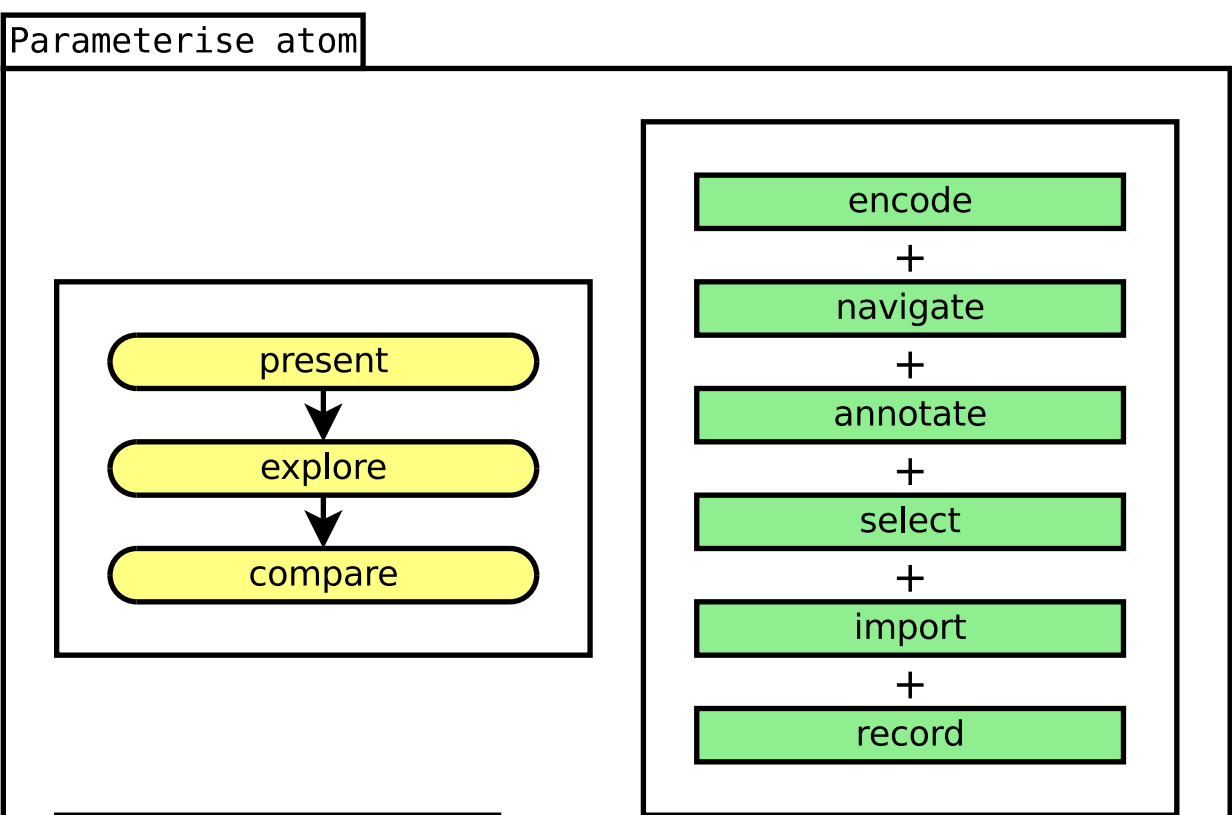 Parameterise atom
present
explore
compare
encode
+
navigate
+
annotate
+
select
+
import
+
record